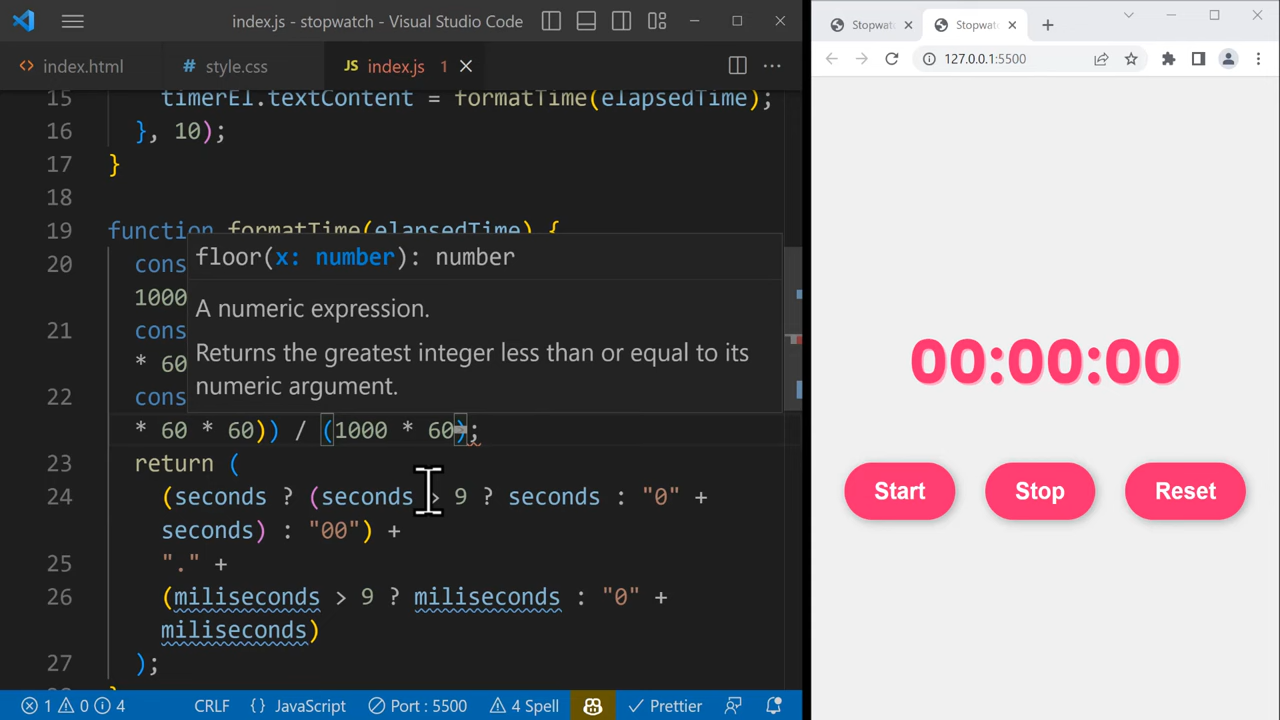 index.js - stopwatch - Visual Studio Code
index.html
# style.css
JS index.js 1
15 timerEl.textContent = formatTime(elapsedTime);
16 }, 10);
17 }
18
19 function formatTime(elapsedTime) {
20 cons
1000
21 cons
* 60
22 cons
* 60 * 60)) / (1000 * 60);
floor(x: number): number
A numeric expression.
Returns the greatest integer less than or equal to its
numeric argument.
23 return (
24 (seconds ? (seconds > 9 ? seconds : "0" +
seconds) : "00") +
25 "." +
26 (miliseconds > 9 ? miliseconds : "0" +
miliseconds)
27 );
1 0 4 CRLF {} JavaScript Port : 5500 4 Spell Prettier
Stopwatc
Stopwatc
127.0.0.1:5500
00:00:00
Start Stop Reset